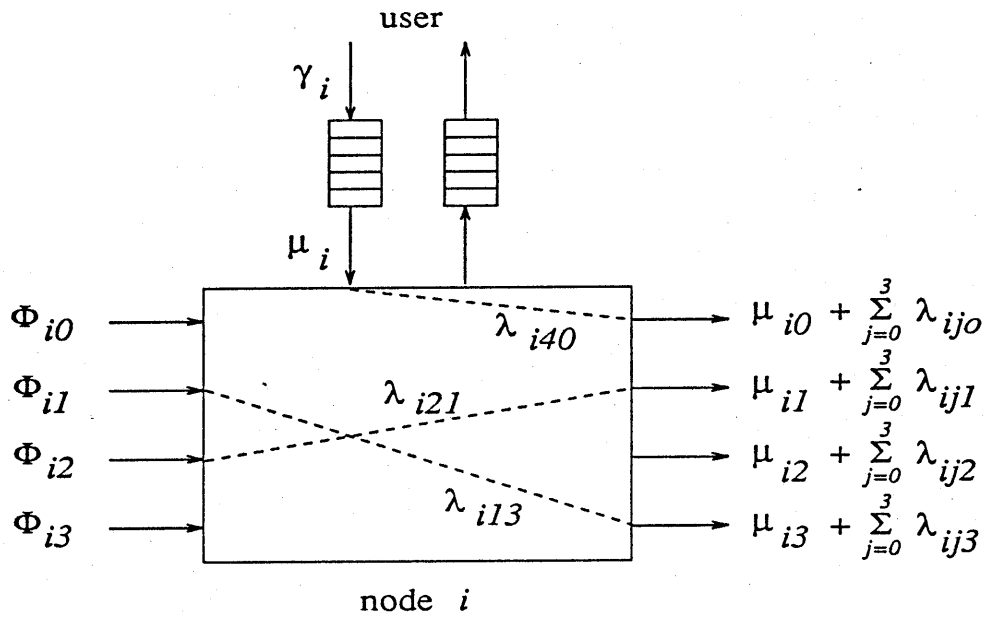 user
γ_i
μ_i
Φ_i0
λ_i40
μ_i0 + Σ_{j=0}^{3} λ_ijo
Φ_i1
λ_i21
μ_i1 + Σ_{j=0}^{3} λ_ij1
Φ_i2
μ_i2 + Σ_{j=0}^{3} λ_ij2
λ_i13
Φ_i3
μ_i3 + Σ_{j=0}^{3} λ_ij3
node i